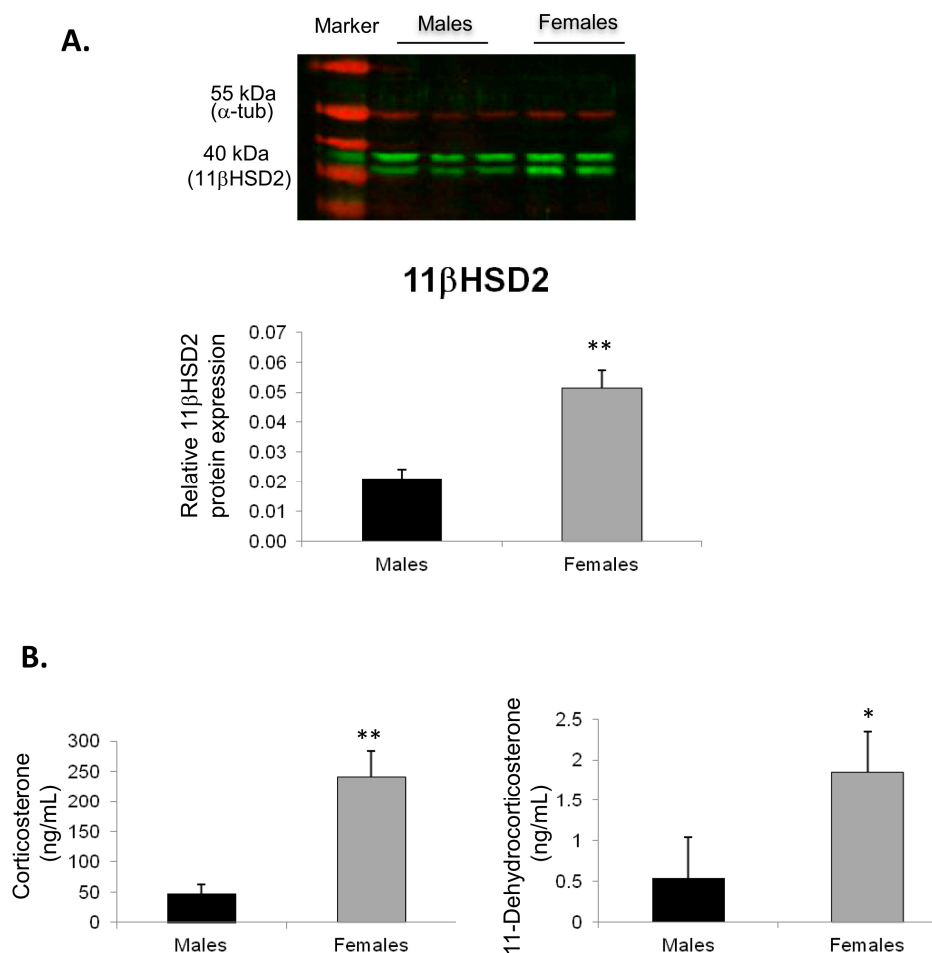 A.
Marker Males Females
55 kDa
(α-tub)
40 kDa
(11βHSD2)
11βHSD2
Relative 11βHSD2
protein expression
0.07
0.06
**
0.05
0.04
0.03
0.02
0.01
0.00
Males Females
B.
Corticosterone
(ng/mL)
300
**
250
200
150
100
50
0
Males Females
11-Dehydrocorticosterone
(ng/mL)
2.5
*
2
1.5
1
0.5
0
Males Females